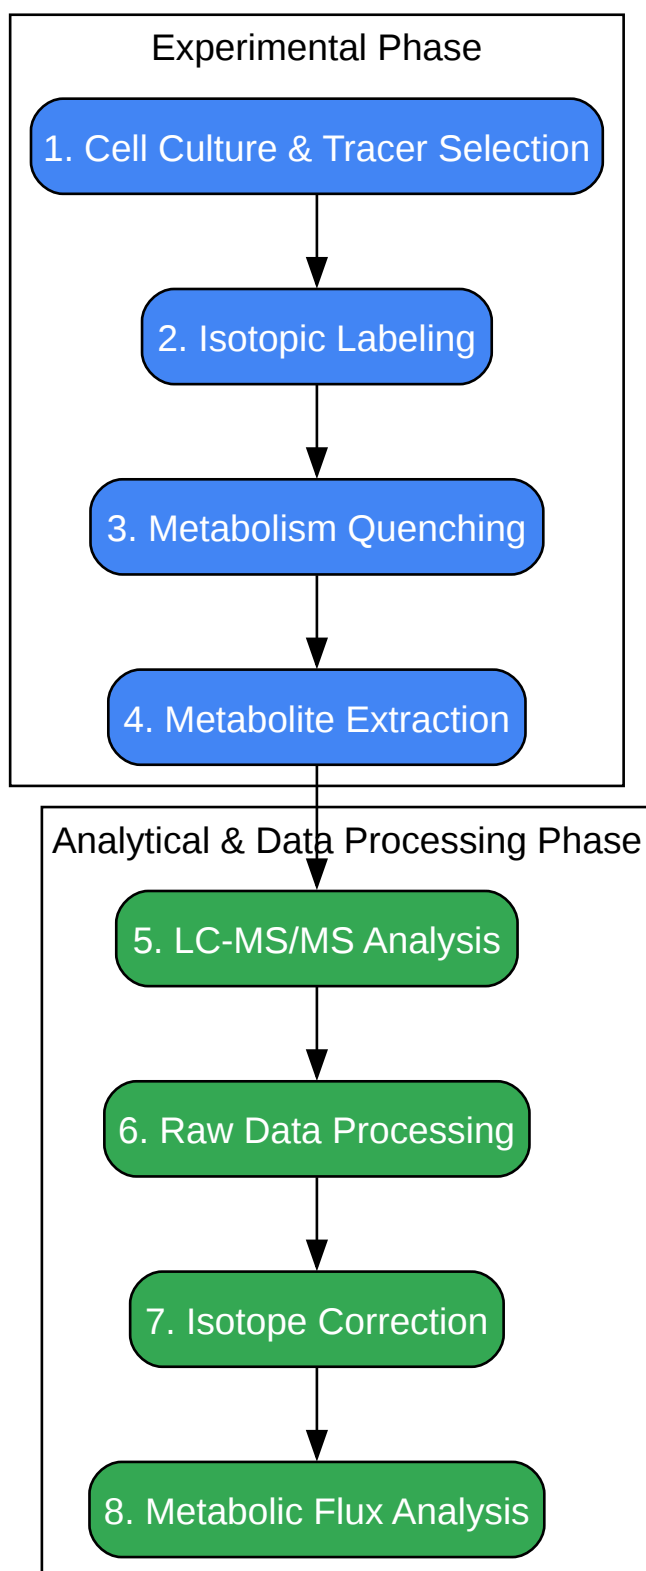 Experimental Phase
1. Cell Culture & Tracer Selection
2. Isotopic Labeling
3. Metabolism Quenching
4. Metabolite Extraction
Analytical & Data Processing Phase
5. LC-MS/MS Analysis
6. Raw Data Processing
7. Isotope Correction
8. Metabolic Flux Analysis